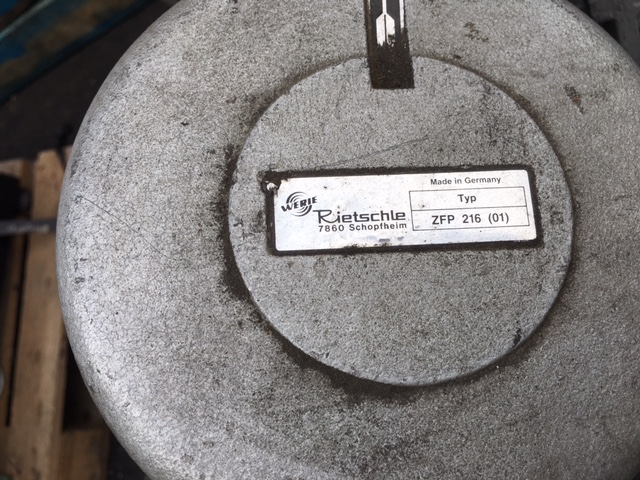 WERIE
Rietschle
7860 Schopfheim
Made in Germany
Typ
ZFP 216 (01)